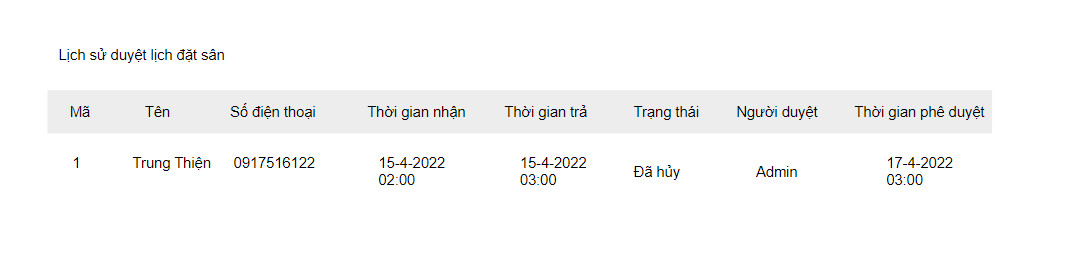 Lịch sử duyệt lịch đặt sân
Mã Tên Số điện thoại Thời gian nhận Thời gian trả Trạng thái Người duyệt Thời gian phê duyệt
1 Trung Thiện 0917516122 15-4-2022 15-4-2022 Đã hủy Admin 17-4-2022
02:00 03:00 03:00